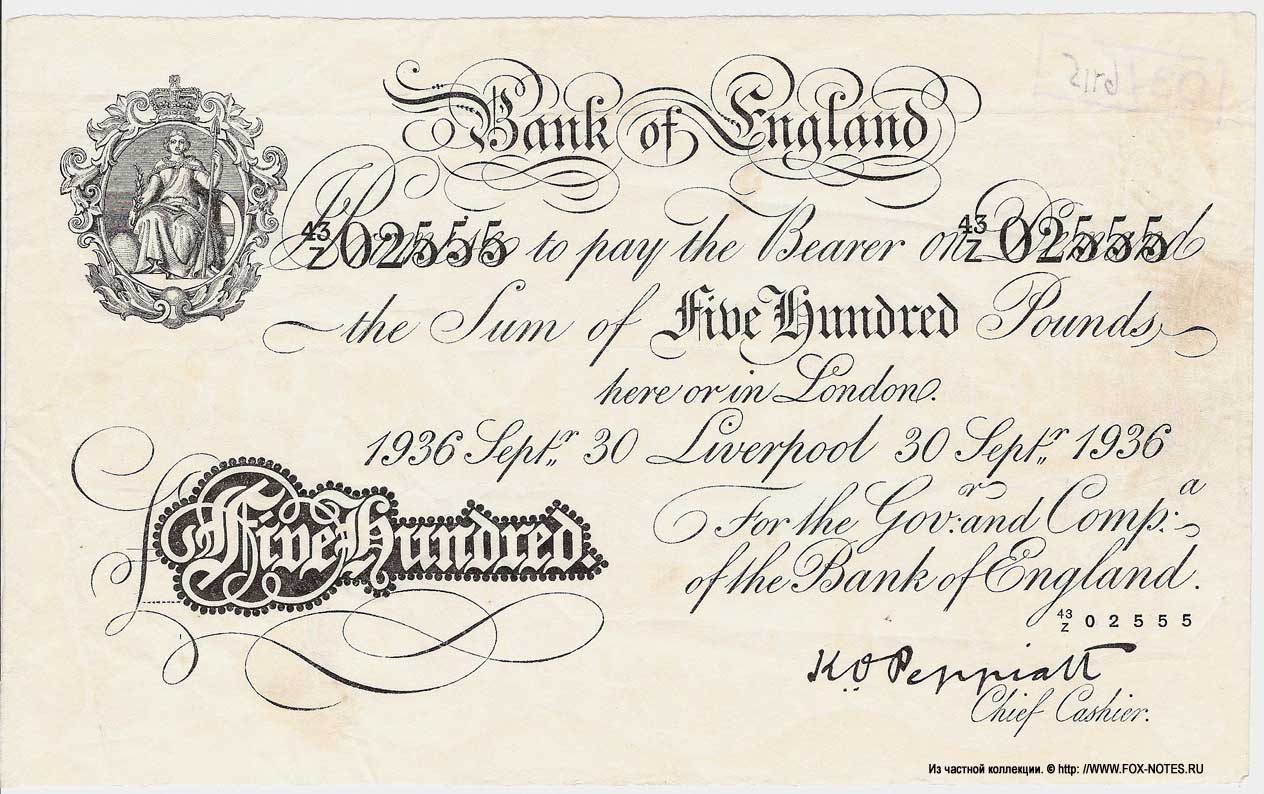 Bank of England
43/Z 02555 I Promise to pay the Bearer on Demand 43/Z 02555
the Sum of Five Hundred Pounds
here or in London.
1936 Septr. 30 Liverpool 30 Septr. 1936
For the Govr: and Compa:
£ Five Hundred.
of the Bank of England.
43/Z 02555
K.O. Peppiatt
Chief Cashier.
Из частной коллекции. © http: //WWW.FOX-NOTES.RU